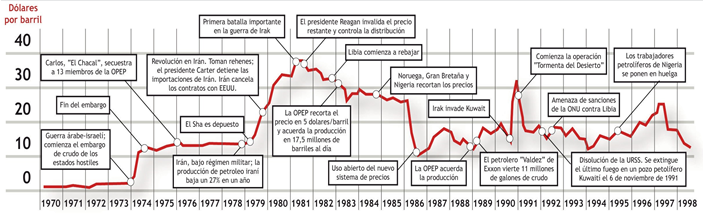 Dólares
por barril
40
30
20
10
0
Primera batalla importante
en la guerra de Irak
El presidente Reagan invalida el precio
restante y controla la distribución
Libia comienza a rebajar
Carlos, "El Chacal", secuestra
a 13 miembros de la OPEP
Revolución en Irán. Toman rehenes;
el presidente Carter detiene las
importaciones de Irán. Irán cancela
los contratos con EEUU.
Noruega, Gran Bretaña y
Nigeria recortan los precios
Comienza la operación
"Tormenta del Desierto"
Los trabajadores
petrolíferos de Nigeria
se ponen en huelga
Fin del embargo
El Sha es depuesto
La OPEP recorta el
precio en 5 dólares/barril
y acuerda la producción
en 17,5 millones de
barriles al día
Irak invade Kuwait
Amenaza de sanciones
de la ONU contra Libia
Guerra árabe-israelí;
comienza el embargo
de crudo de los
estados hostiles
Irán, bajo régimen militar; la
producción de petróleo iraní
baja un 27% en un año
Uso abierto del nuevo
sistema de precios
La OPEP acuerda
la producción
El petrolero "Valdez" de
Exxon vierte 11 millones
de galones de crudo
Disolución de la URSS. Se extingue
el último fuego en un pozo petrolífero
Kuwaití el 6 de noviembre de 1991
1970 1971 1972 1973 1974 1975 1976 1977 1978 1979 1980 1981 1982 1983 1984 1985 1986 1987 1988 1989 1990 1991 1992 1993 1994 1995 1996 1997 1998